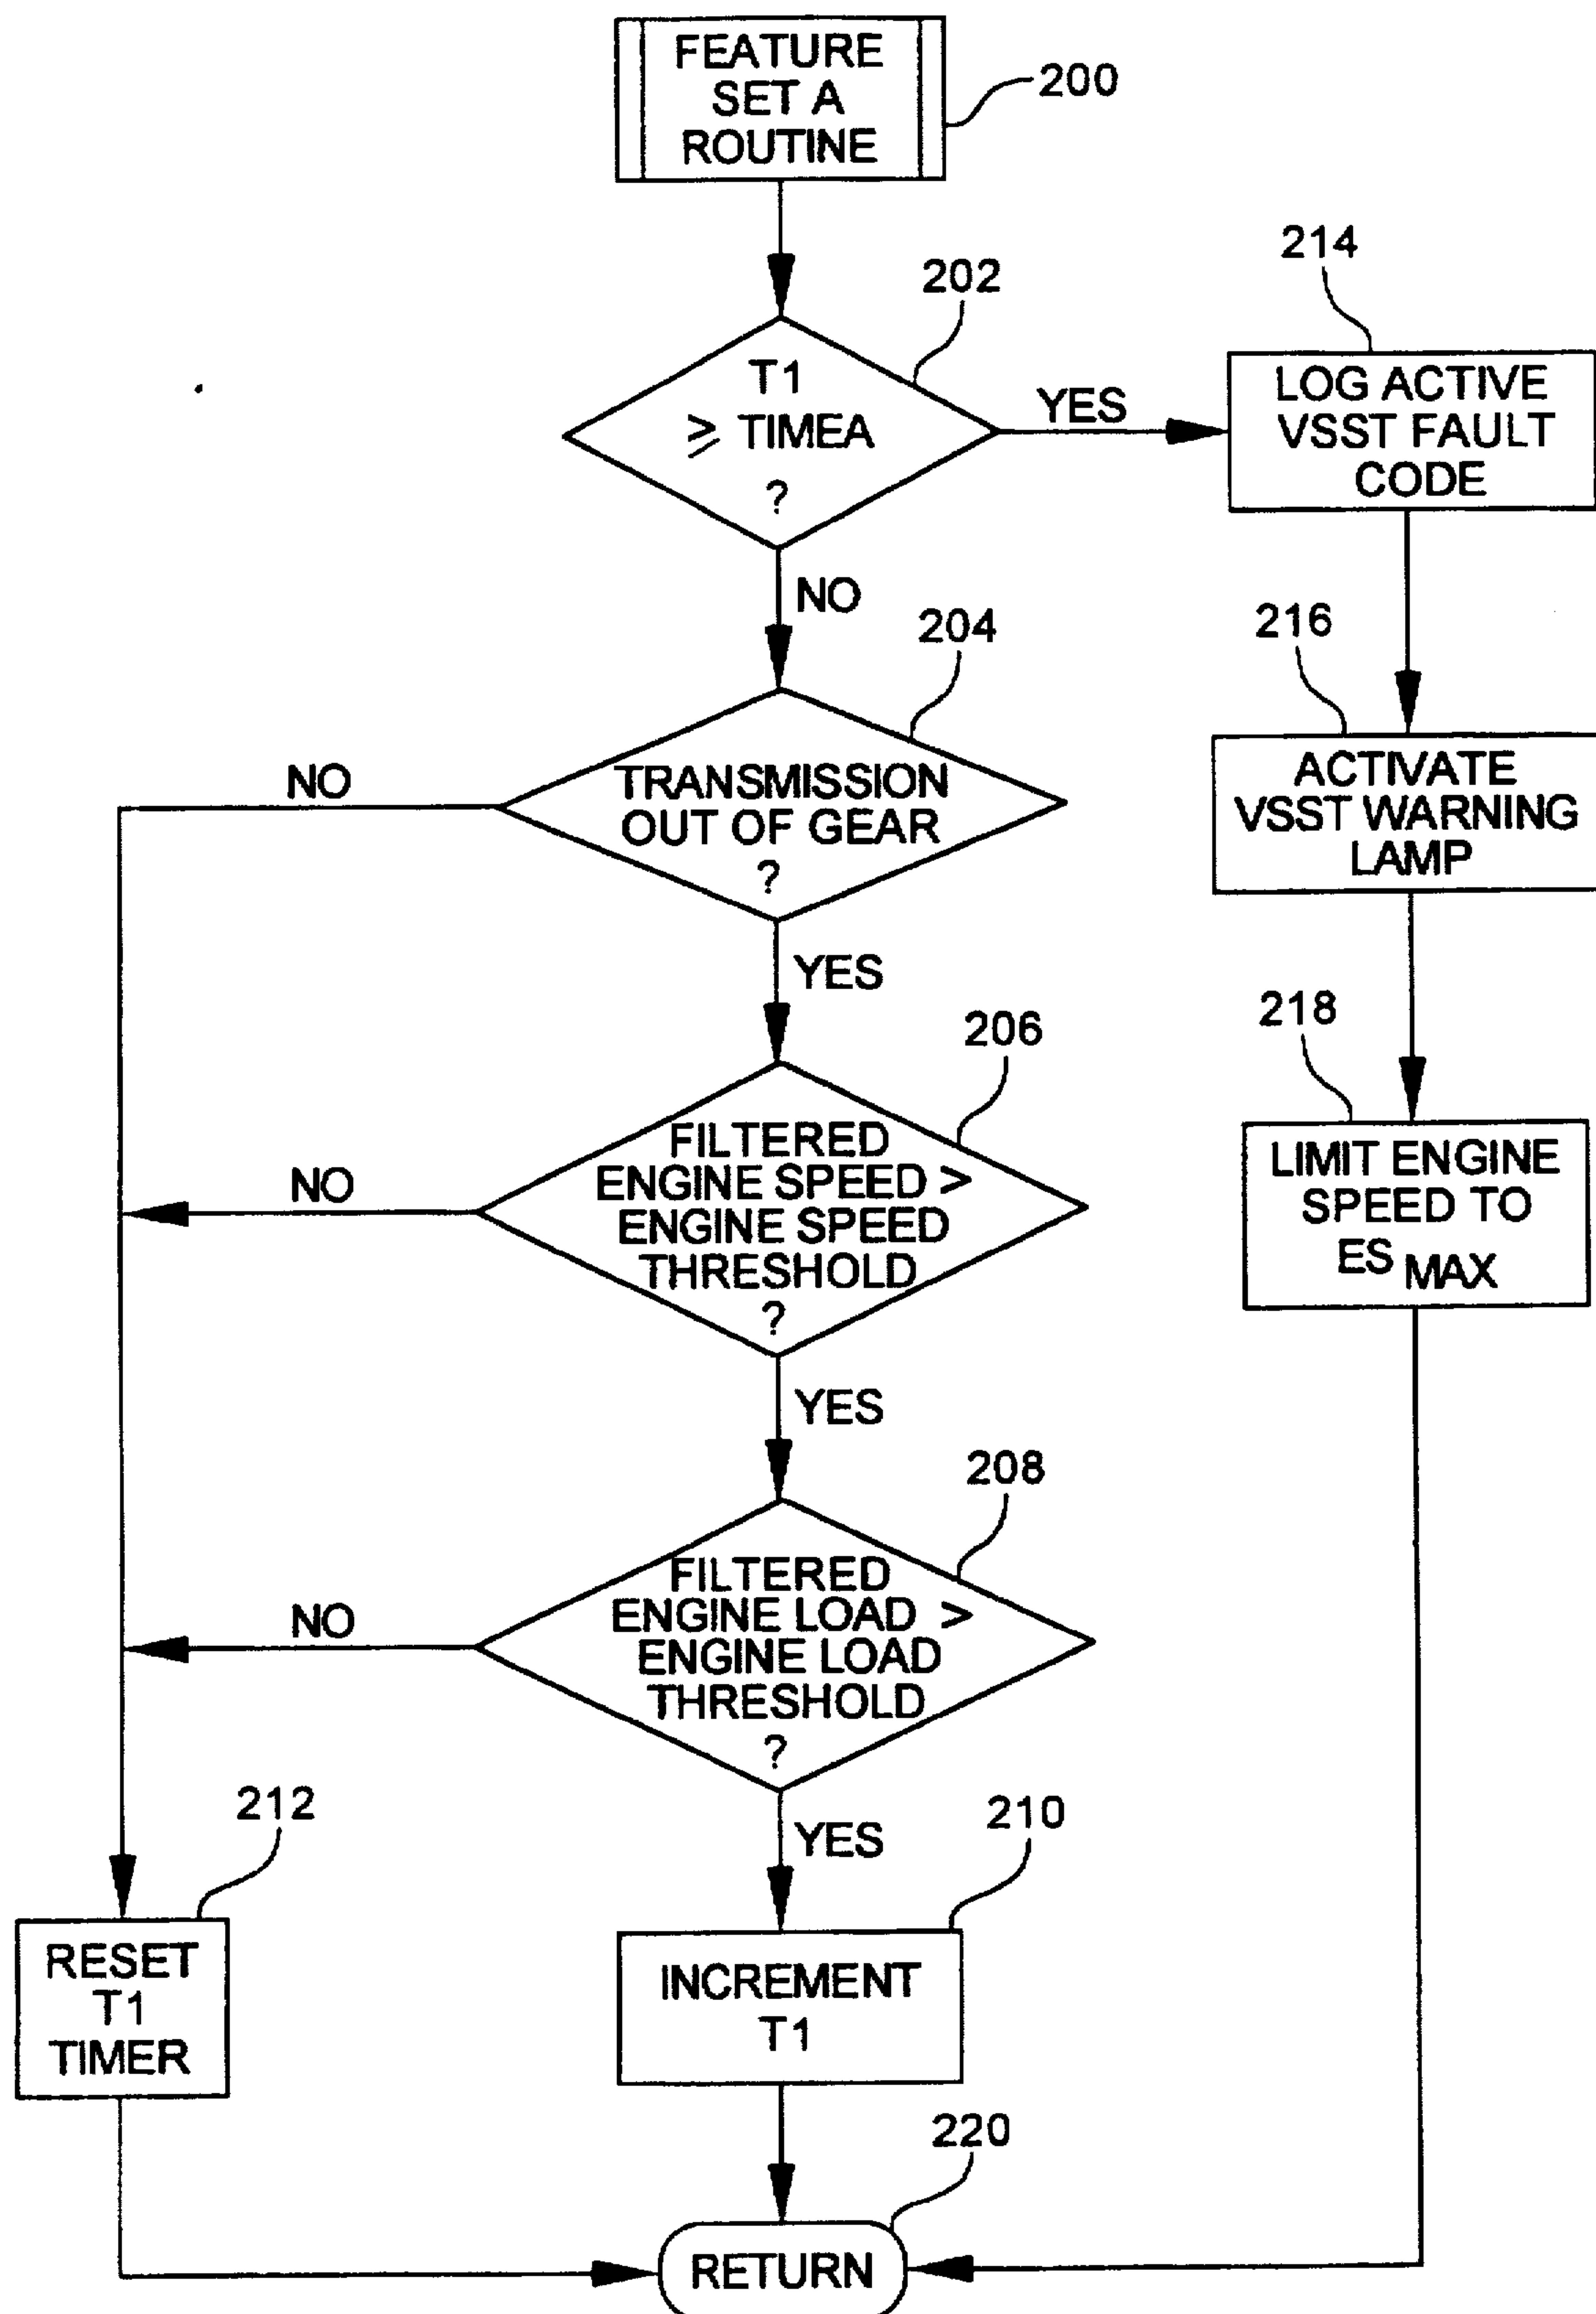 FEATURE
SET A
ROUTINE
200
202
T1
≥ TIMEA
?
YES
NO
214
LOG ACTIVE
VSST FAULT
CODE
204
TRANSMISSION
OUT OF GEAR
?
NO
YES
216
ACTIVATE
VSST WARNING
LAMP
206
FILTERED
ENGINE SPEED >
ENGINE SPEED
THRESHOLD
?
NO
YES
218
LIMIT ENGINE
SPEED TO
ES MAX
208
FILTERED
ENGINE LOAD >
ENGINE LOAD
THRESHOLD
?
NO
YES
212
RESET
T1
TIMER
210
INCREMENT
T1
220
RETURN